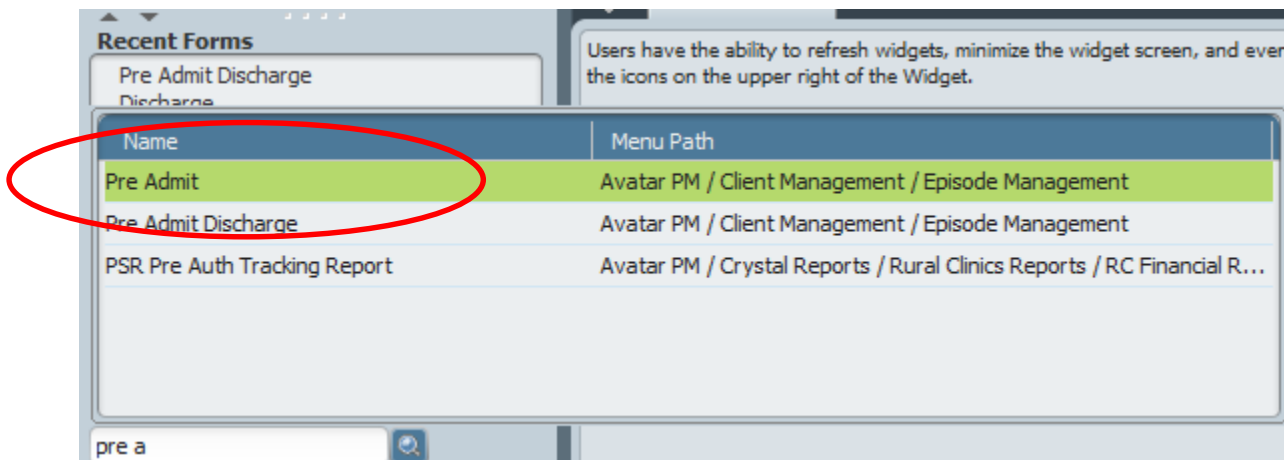 Recent Forms
Pre Admit Discharge
Discharge
Users have the ability to refresh widgets, minimize the widget screen, and ever
the icons on the upper right of the Widget.
Name Menu Path
Pre Admit Avatar PM / Client Management / Episode Management
Pre Admit Discharge Avatar PM / Client Management / Episode Management
PSR Pre Auth Tracking Report Avatar PM / Crystal Reports / Rural Clinics Reports / RC Financial R...
pre a